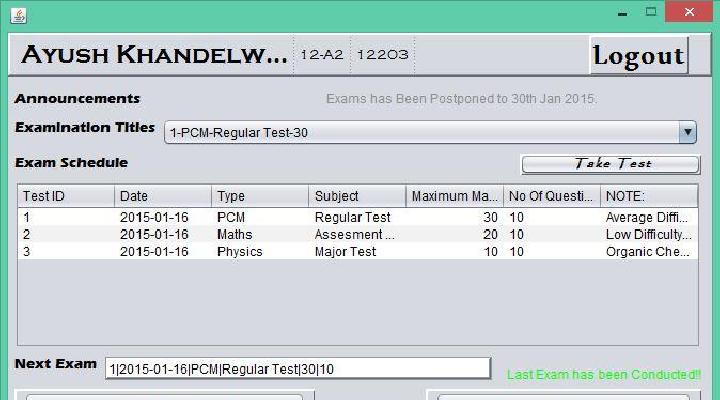 AYUSH KHANDELW... 12-A2 12203 Logout
Announcements Exams has Been Postponed to 30th Jan 2015.
Examination Titles 1-PCM-Regular Test-30
Exam Schedule Take Test
Test ID Date Type Subject Maximum Ma... No Of Questi... NOTE:
1 2015-01-16 PCM Regular Test 30 10 Average Diffi...
2 2015-01-16 Maths Assesment ... 20 10 Low Difficulty...
3 2015-01-16 Physics Major Test 10 10 Organic Che...
Next Exam 1|2015-01-16|PCM|Regular Test|30|10
Last Exam has been Conducted!!